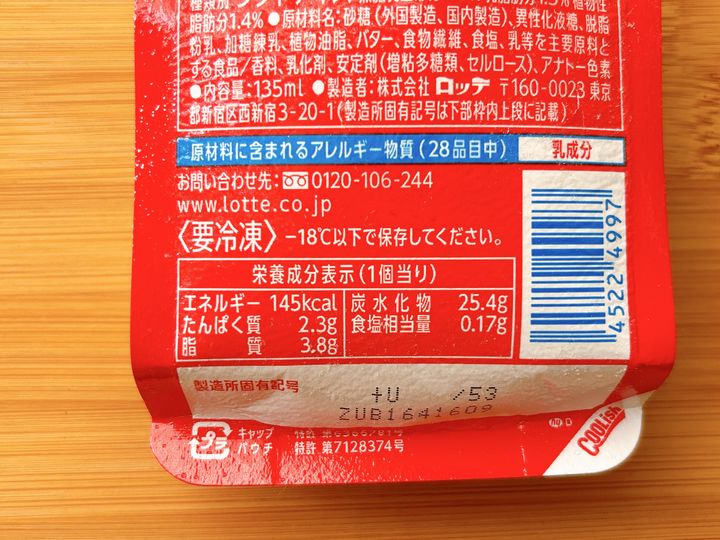 脂肪分1.4% ●原材料名:砂糖(外国製造、国内製造)、異性化液糖、脱脂
粉乳、加糖練乳、植物油脂、バター、食物繊維、食塩、乳等を主要原料と
する食品/香料、乳化剤、安定剤(増粘多糖類、セルロース)、アナトー色素
●内容量:135ml ●製造者:株式会社 ロッテ 〒160-0023 東京
都新宿区西新宿3-20-1(製造所固有記号は下部枠内上段に記載)
原材料に含まれるアレルギー物質(28品目中) 乳成分
お問い合わせ先: 0120-106-244
www.lotte.co.jp
〈要冷凍〉 -18℃以下で保存してください。
栄養成分表示(1個当り)
エネルギー 145kcal 炭水化物 25.4g
たんぱく質 2.3g 食塩相当量 0.17g
脂質 3.8g
4522 4997
製造所固有記号
+U /53
ZUB1641609
プラ キャップ パウチ
特許 第7128374号
COOLISH